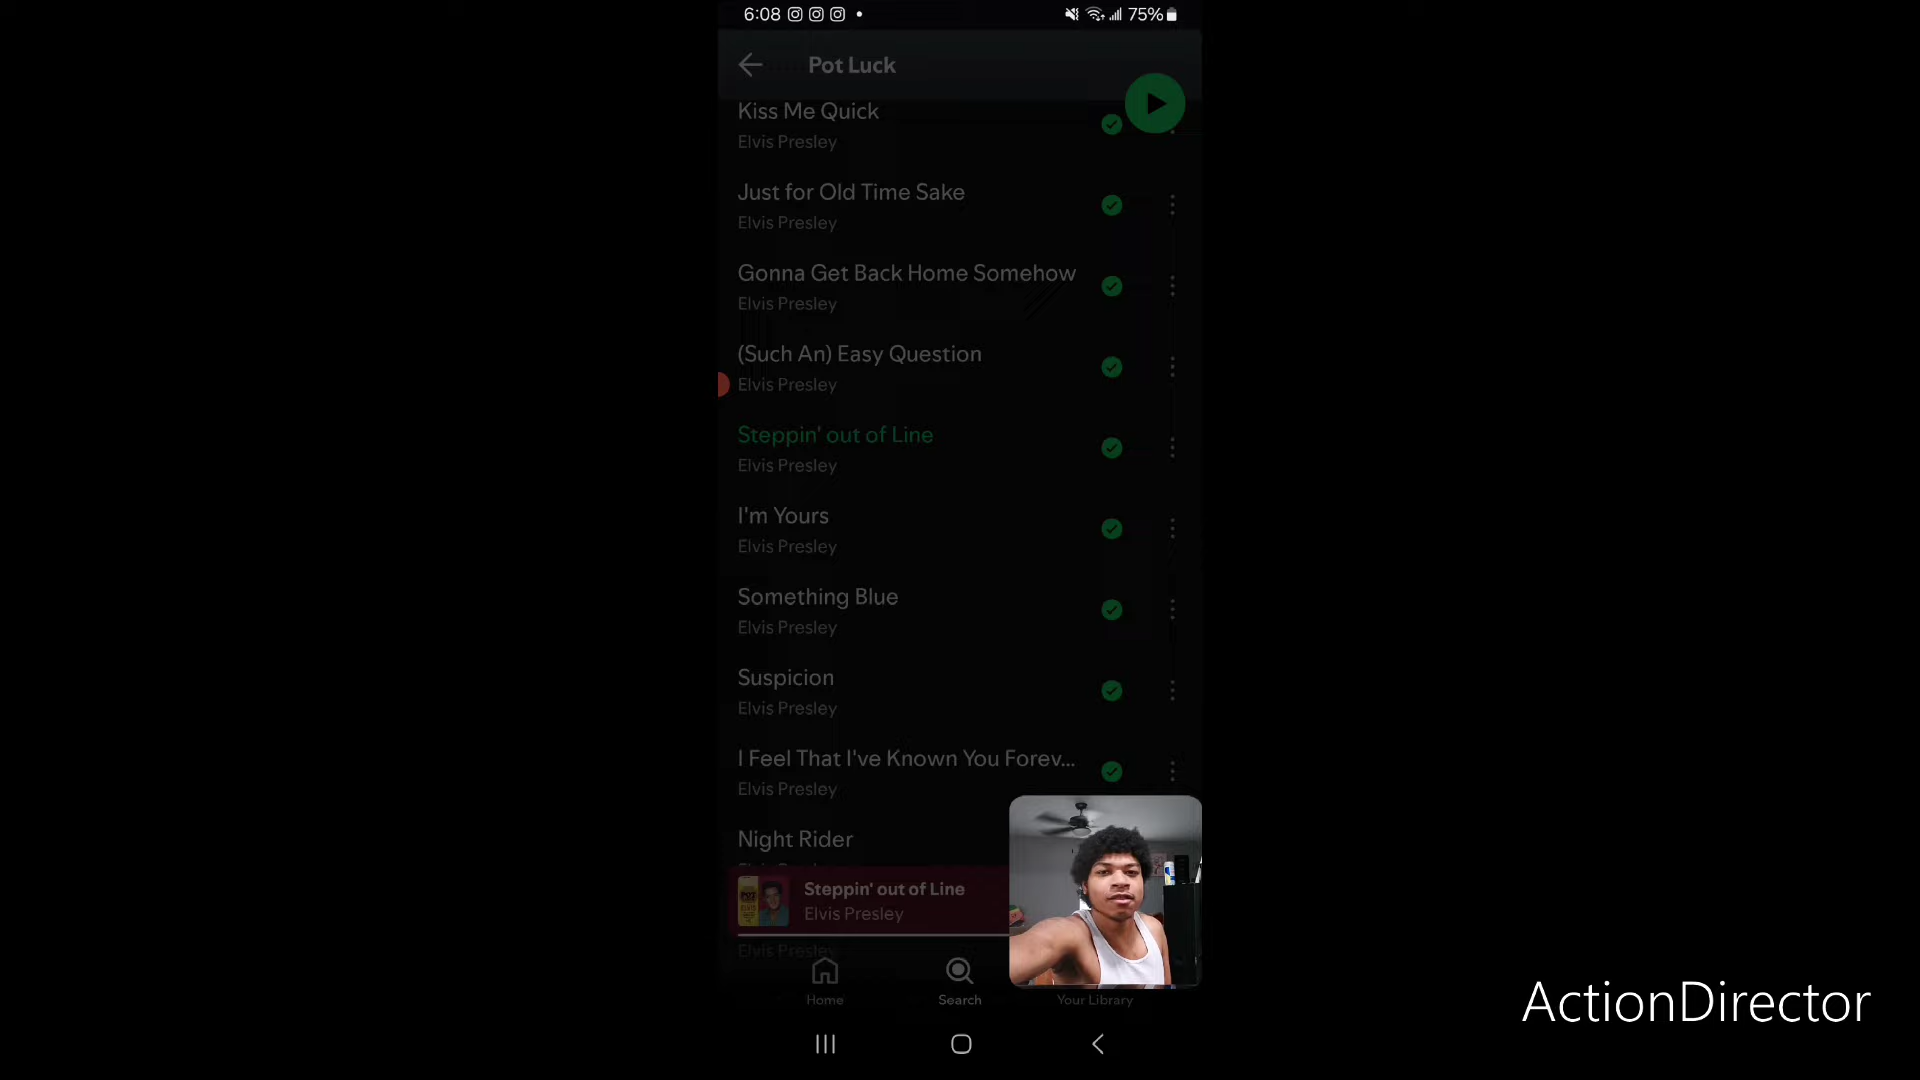 6:08
75%
Pot Luck
Kiss Me Quick
Elvis Presley
Just for Old Time Sake
Elvis Presley
Gonna Get Back Home Somehow
Elvis Presley
(Such An) Easy Question
Elvis Presley
Steppin' out of Line
Elvis Presley
I'm Yours
Elvis Presley
Something Blue
Elvis Presley
Suspicion
Elvis Presley
I Feel That I've Known You Forev...
Elvis Presley
Night Rider
Steppin' out of Line
Elvis Presley
Elvis Presley
Home
Search
Your Library
ActionDirector